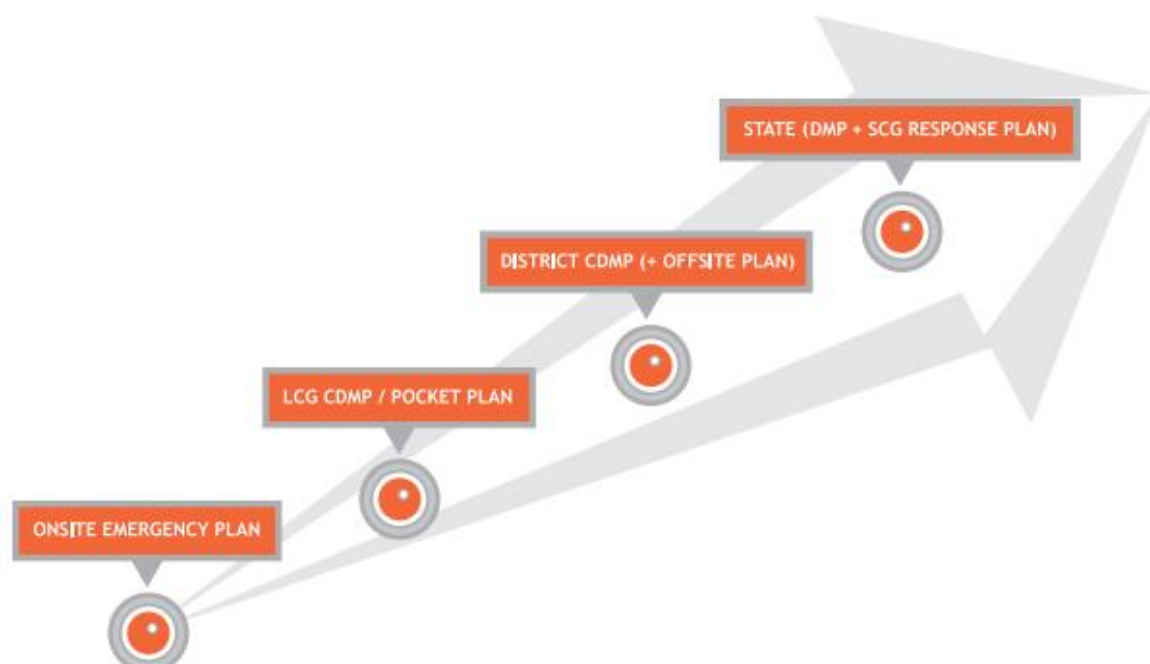 STATE (DMP + SCG RESPONSE PLAN)
DISTRICT CDMP (+ OFFSITE PLAN)
LCG CDMP / POCKET PLAN
ONSITE EMERGENCY PLAN